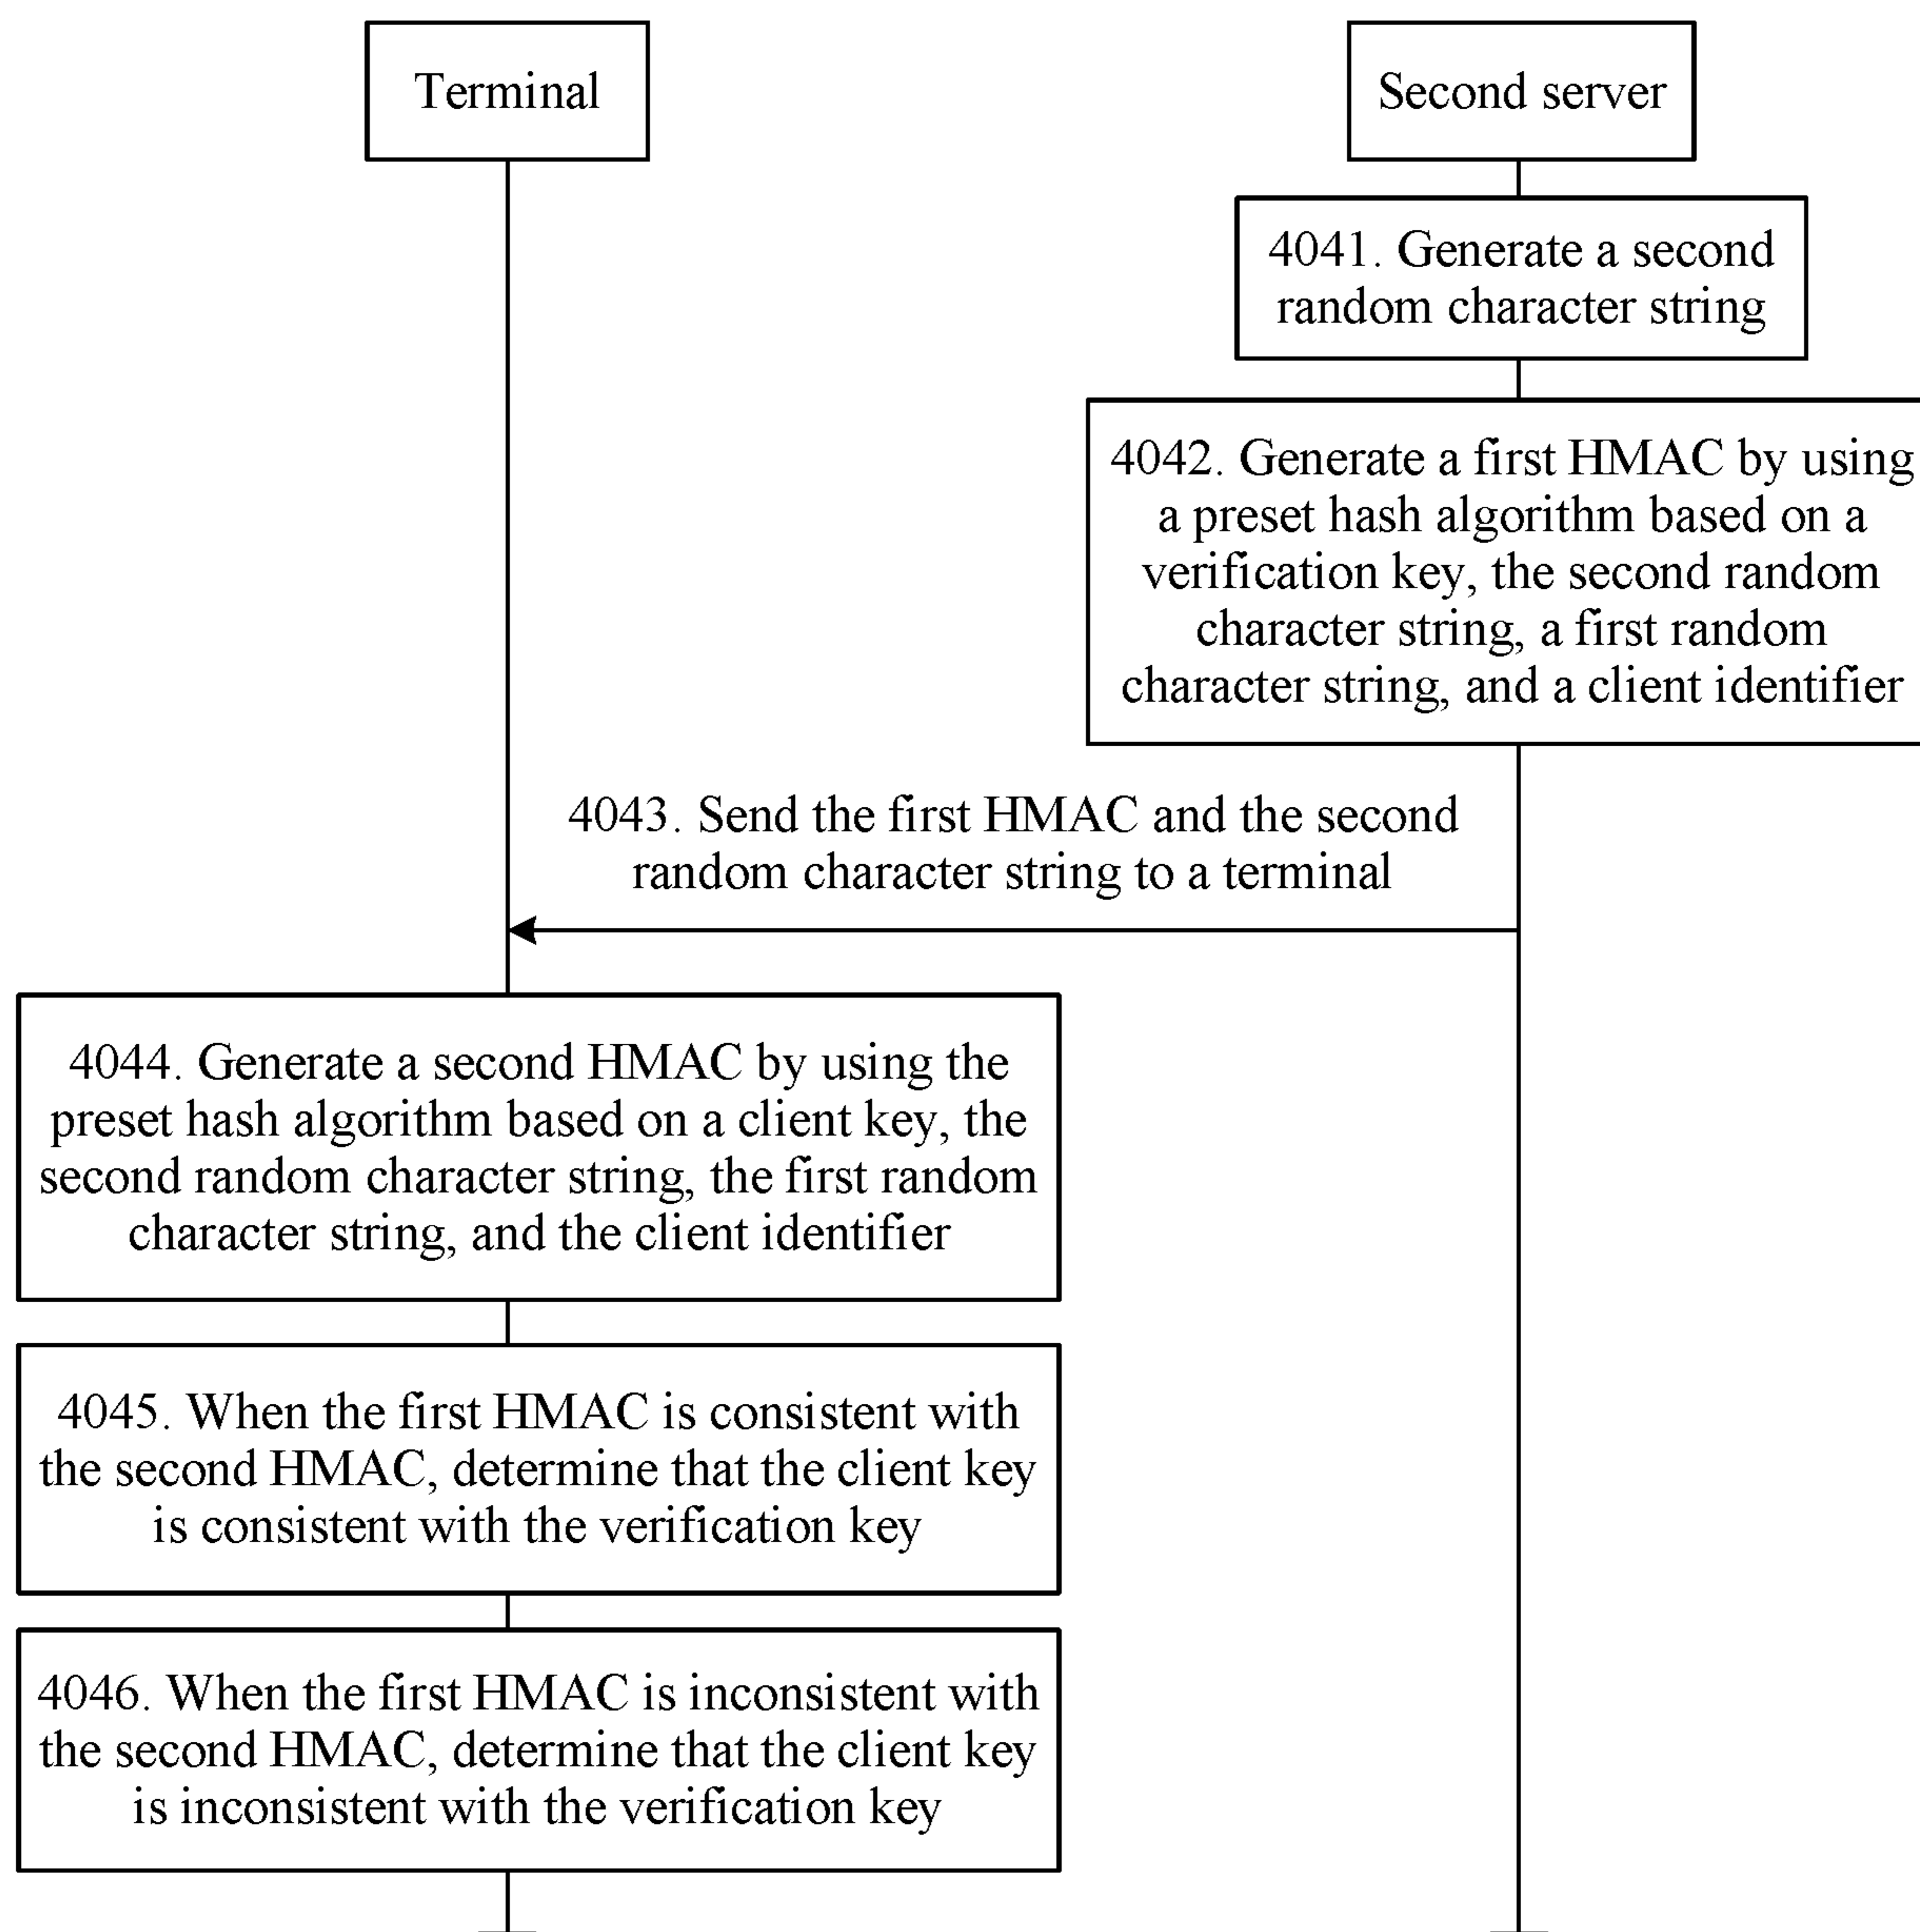 Terminal
Second server
4041. Generate a second
random character string
4042. Generate a first HMAC by using
a preset hash algorithm based on a
verification key, the second random
character string, a first random
character string, and a client identifier
4043. Send the first HMAC and the second
random character string to a terminal
4044. Generate a second HMAC by using the
preset hash algorithm based on a client key, the
second random character string, the first random
character string, and the client identifier
4045. When the first HMAC is consistent with
the second HMAC, determine that the client key
is consistent with the verification key
4046. When the first HMAC is inconsistent with
the second HMAC, determine that the client key
is inconsistent with the verification key